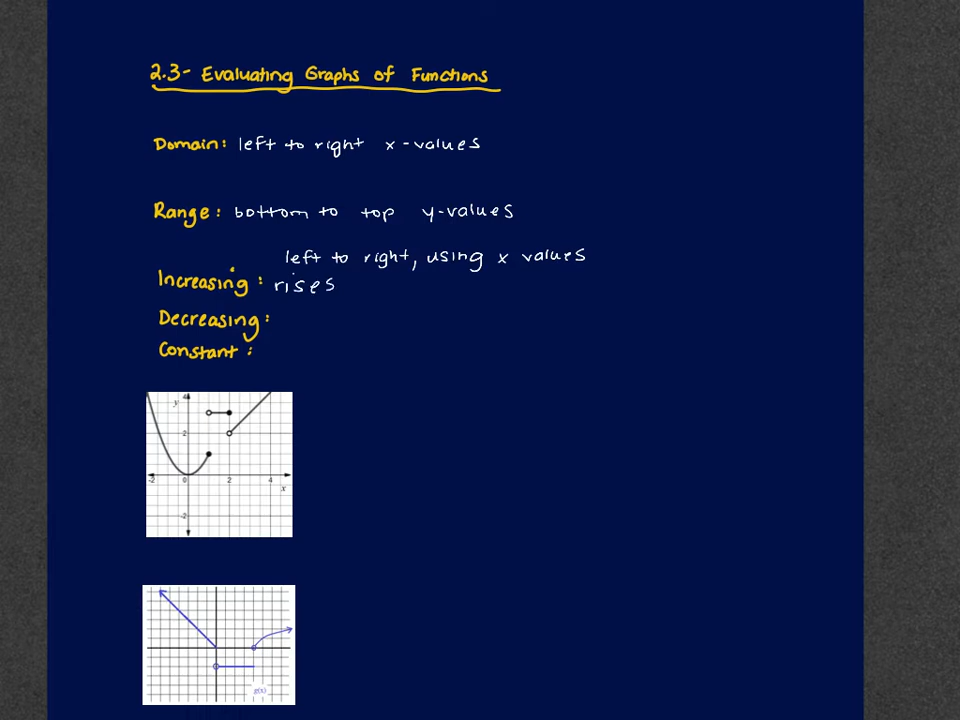 2.3- Evaluating Graphs of Functions
Domain: left to right x-values
Range: bottom to top y-values
left to right, using x values
Increasing: rises
Decreasing:
Constant:
y 4
2
-2 0 2 4
x
-2
g(x)